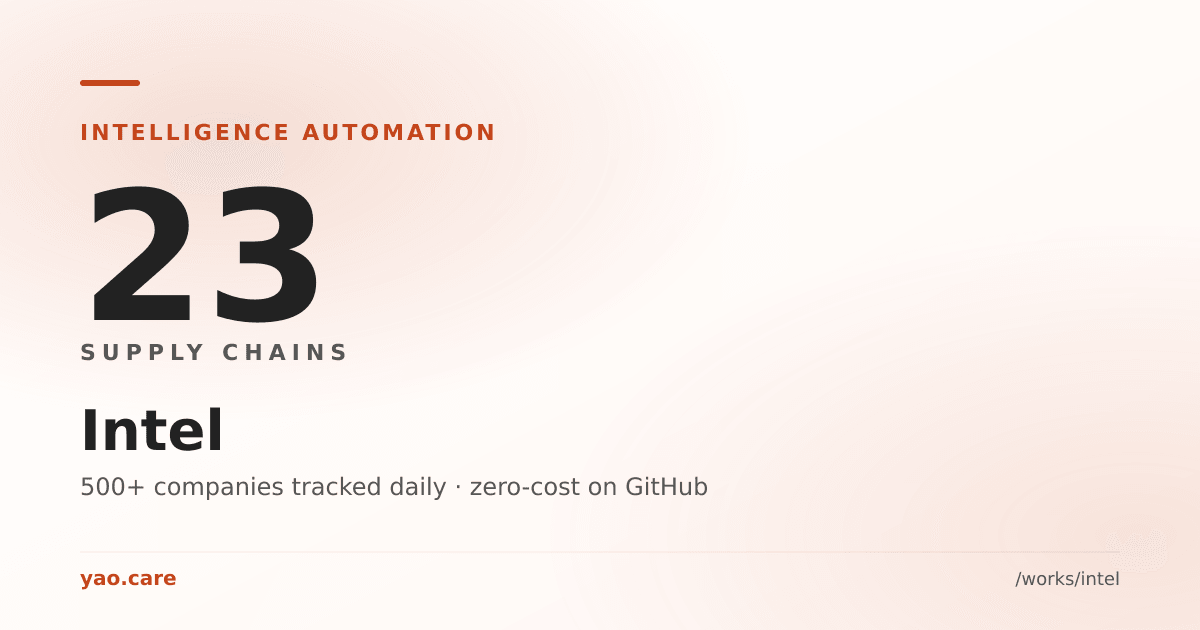 INTELLIGENCE AUTOMATION
23
SUPPLY CHAINS
Intel
500+ companies tracked daily · zero-cost on GitHub
yao.care
/works/intel